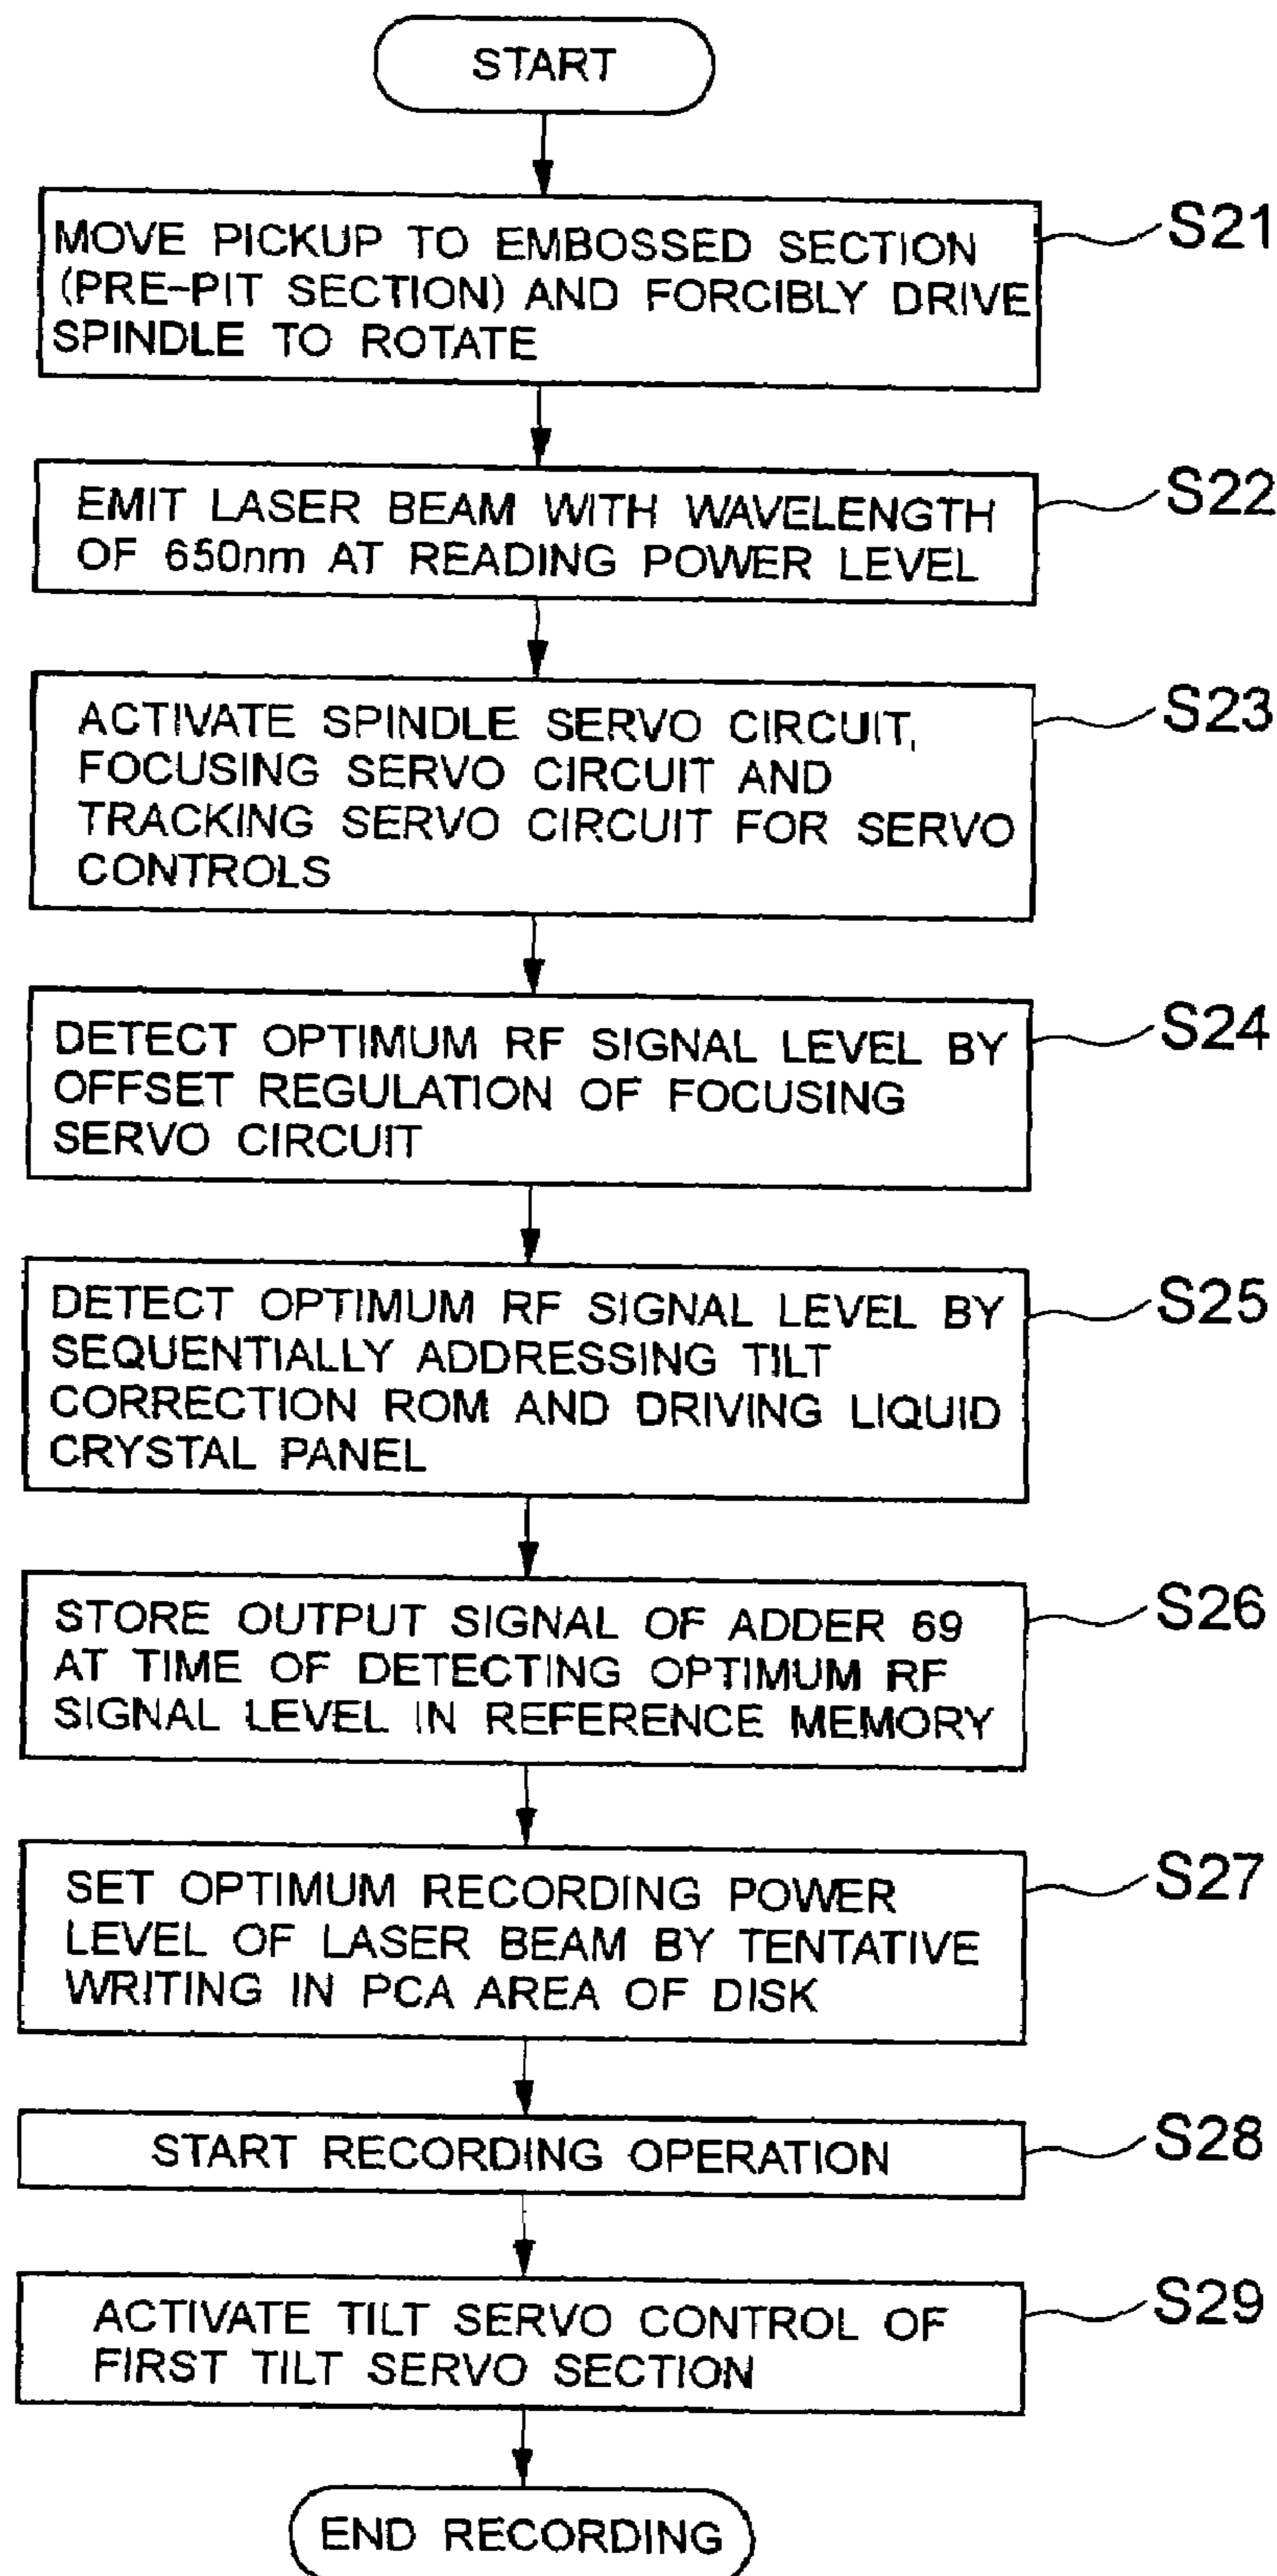 START
MOVE PICKUP TO EMBOSSED SECTION
(PRE-PIT SECTION) AND FORCIBLY DRIVE
SPINDLE TO ROTATE
S21
EMIT LASER BEAM WITH WAVELENGTH
OF 650nm AT READING POWER LEVEL
S22
ACTIVATE SPINDLE SERVO CIRCUIT,
FOCUSING SERVO CIRCUIT AND
TRACKING SERVO CIRCUIT FOR SERVO
CONTROLS
S23
DETECT OPTIMUM RF SIGNAL LEVEL BY
OFFSET REGULATION OF FOCUSING
SERVO CIRCUIT
S24
DETECT OPTIMUM RF SIGNAL LEVEL BY
SEQUENTIALLY ADDRESSING TILT
CORRECTION ROM AND DRIVING LIQUID
CRYSTAL PANEL
S25
STORE OUTPUT SIGNAL OF ADDER 69
AT TIME OF DETECTING OPTIMUM RF
SIGNAL LEVEL IN REFERENCE MEMORY
S26
SET OPTIMUM RECORDING POWER
LEVEL OF LASER BEAM BY TENTATIVE
WRITING IN PCA AREA OF DISK
S27
START RECORDING OPERATION
S28
ACTIVATE TILT SERVO CONTROL OF
FIRST TILT SERVO SECTION
S29
END RECORDING